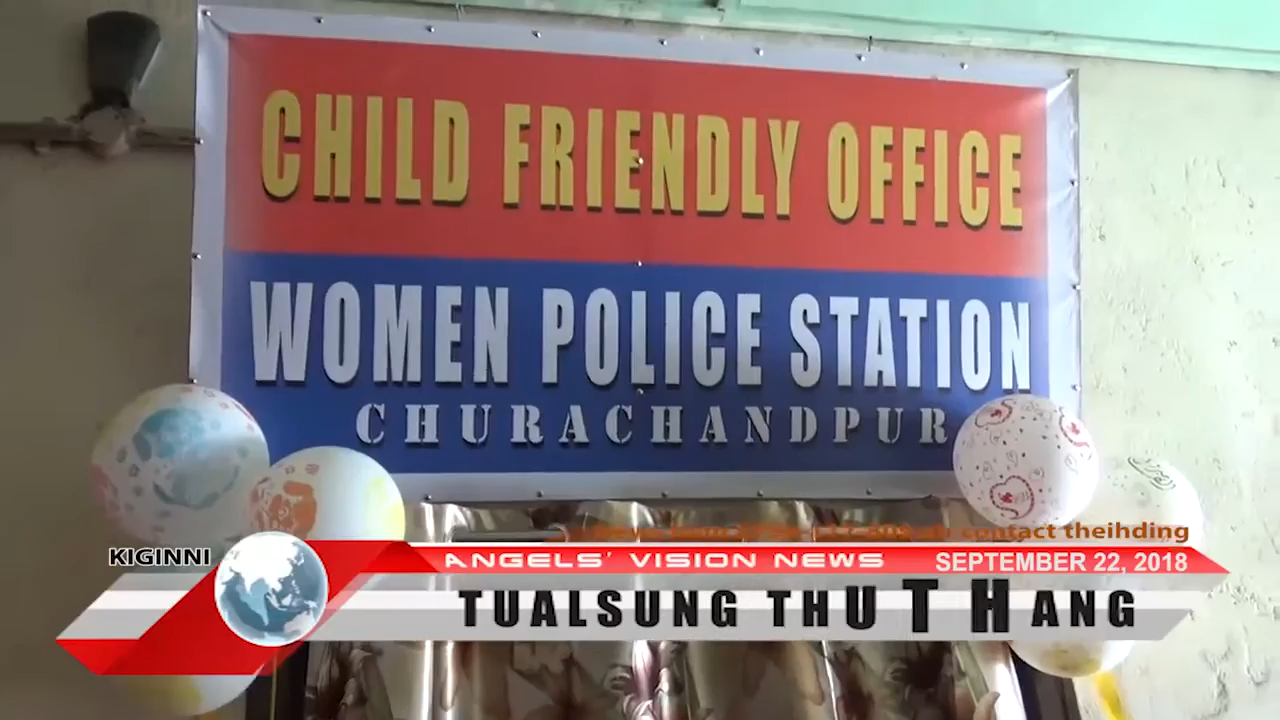 CHILD FRIENDLY OFFICE
WOMEN POLICE STATION
CHURACHANDPUR
contact theihding
KIGINNI
ANGELS' VISION NEWS
SEPTEMBER 22, 2018
TUALSUNG THUTHANG